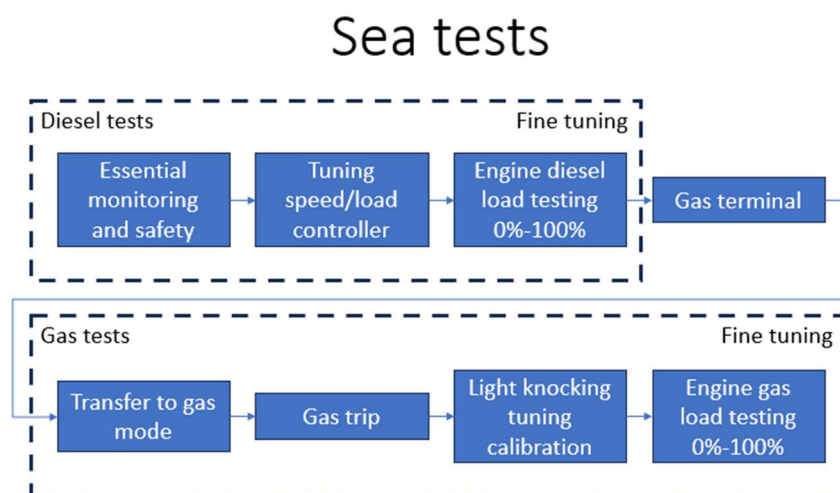 Sea tests
Diesel tests
Fine tuning
Essential
monitoring
and safety
Tuning
speed/load
controller
Engine diesel
load testing
0%-100%
Gas terminal
Gas tests
Fine tuning
Transfer to gas
mode
Gas trip
Light knocking
tuning
calibration
Engine gas
load testing
0%-100%